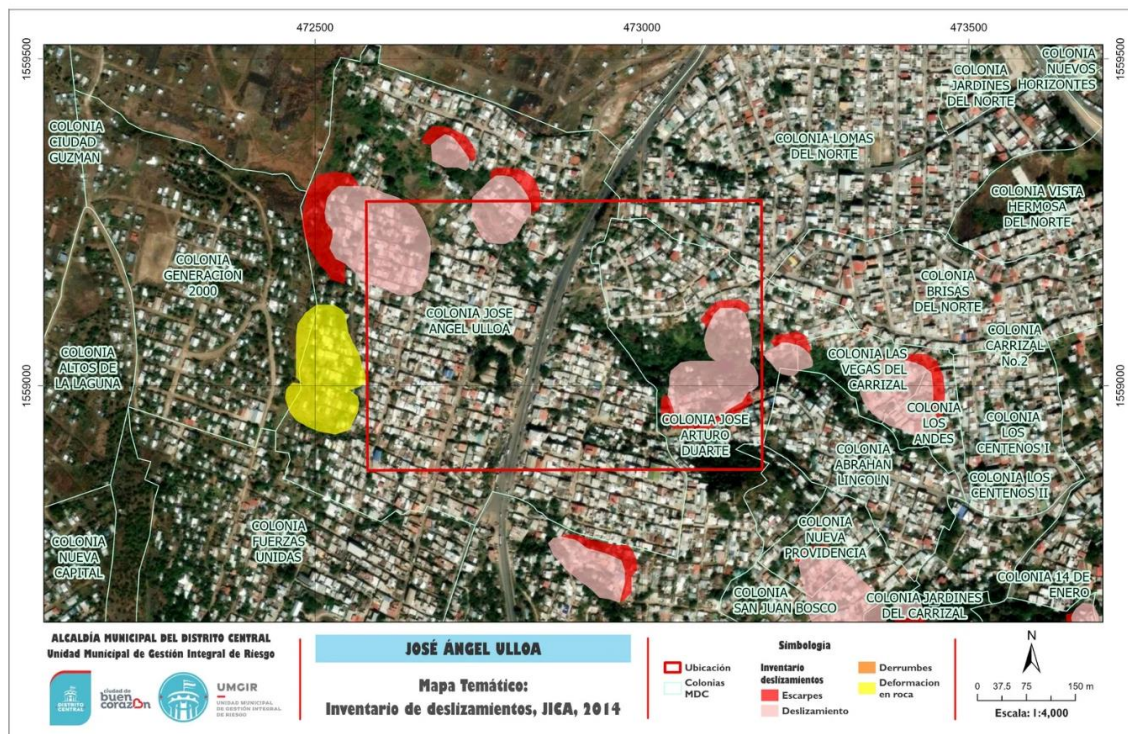 472500
473000
473500
1559500
1559500
1559000
1559000
COLONIA
CIUDAD
GUZMAN
COLONIA
GENERACION
2000
COLONIA
ALTOS DE
LA LAGUNA
COLONIA
NUEVA
CAPITAL
COLONIA
FUERZAS
UNIDAS
COLONIA JOSE
ANGEL ULLOA
COLONIA LOMAS
DEL NORTE
COLONIA
JARDINES
DEL NORTE
COLONIA
NUEVOS
HORIZONTES
COLONIA VISTA
HERMOSA
DEL NORTE
COLONIA
BRISAS
DEL NORTE
COLONIA
CARRIZAL
No.2
COLONIA LAS
VEGAS DEL
CARRIZAL
COLONIA
LOS
ANDES
COLONIA
LOS
CENTENOS I
COLONIA LOS
CENTENOS II
COLONIA JOSE
ARTURO
DUARTE
COLONIA
ABRAHAN
LINCOLN
COLONIA
NUEVA
PROVIDENCIA
COLONIA
SAN JUAN BOSCO
COLONIA JARDINES
DEL CARRIZAL
COLONIA 14 DE
ENERO
ALCALDÍA MUNICIPAL DEL DISTRITO CENTRAL
Unidad Municipal de Gestión Integral de Riesgo
DISTRITO
CENTRAL
ciudad de
buen
corazón
UMGIR
UNIDAD MUNICIPAL
DE GESTIÓN INTEGRAL
DE RIESGO
JOSÉ ÁNGEL ULLOA
Mapa Temático:
Inventario de deslizamientos, JICA, 2014
Simbología
Ubicación
Colonias
MDC
Inventario
deslizamientos
Escarpes
Deslizamiento
Derrumbes
Deformacion
en roca
N
0 37.5 75 150 m
Escala: 1:4,000